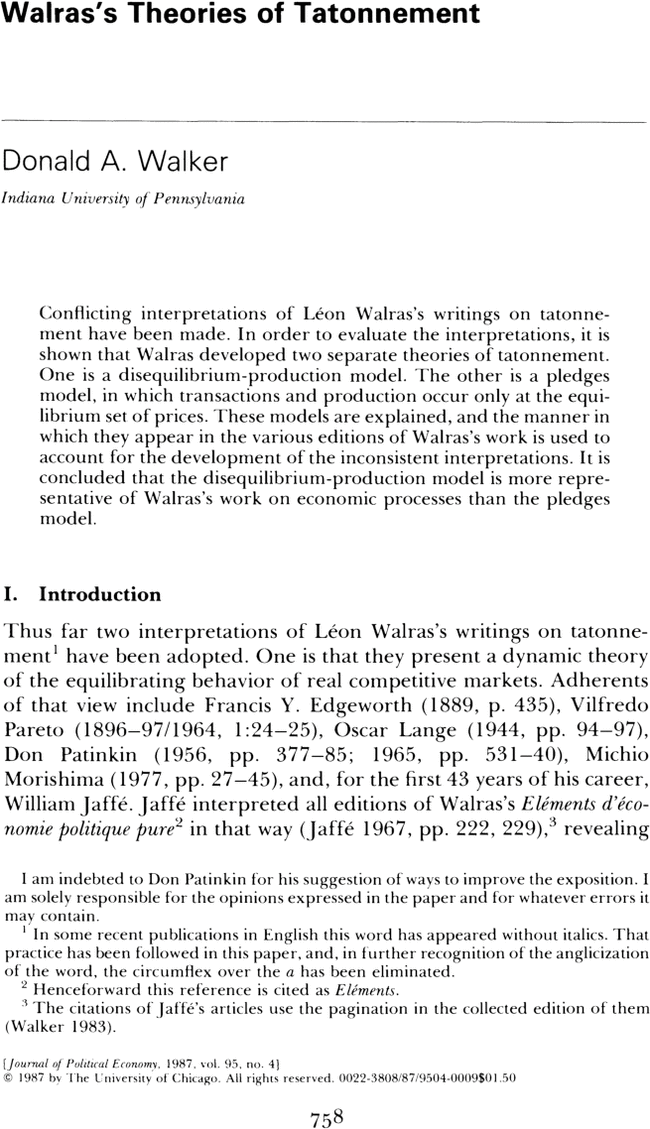 Walras's Theories of Tatonnement
Donald A. Walker
Indiana University of Pennsylvania
Conflicting interpretations of Léon Walras's writings on tatonne-
ment have been made. In order to evaluate the interpretations, it is
shown that Walras developed two separate theories of tatonnement.
One is a disequilibrium-production model. The other is a pledges
model, in which transactions and production occur only at the equi-
librium set of prices. These models are explained, and the manner in
which they appear in the various editions of Walras's work is used to
account for the development of the inconsistent interpretations. It is
concluded that the disequilibrium-production model is more repre-
sentative of Walras's work on economic processes than the pledges
model.
I. Introduction
Thus far two interpretations of Léon Walras's writings on tatonne-
ment¹ have been adopted. One is that they present a dynamic theory
of the equilibrating behavior of real competitive markets. Adherents
of that view include Francis Y. Edgeworth (1889, p. 435), Vilfredo
Pareto (1896–97/1964, 1:24–25), Oscar Lange (1944, pp. 94–97),
Don Patinkin (1956, pp. 377–85; 1965, pp. 531–40), Michio
Morishima (1977, pp. 27–45), and, for the first 43 years of his career,
William Jaffé. Jaffé interpreted all editions of Walras's Eléments d'éco-
nomie politique pure² in that way (Jaffé 1967, pp. 222, 229),³ revealing
I am indebted to Don Patinkin for his suggestion of ways to improve the exposition. I
am solely responsible for the opinions expressed in the paper and for whatever errors it
may contain.
¹ In some recent publications in English this word has appeared without italics. That
practice has been followed in this paper, and, in further recognition of the anglicization
of the word, the circumflex over the a has been eliminated.
² Henceforward this reference is cited as Eléments.
³ The citations of Jaffé's articles use the pagination in the collected edition of them
(Walker 1983).
[Journal of Political Economy, 1987, vol. 95, no. 4]
© 1987 by The University of Chicago. All rights reserved. 0022-3808/87/9504-0009$01.50
758